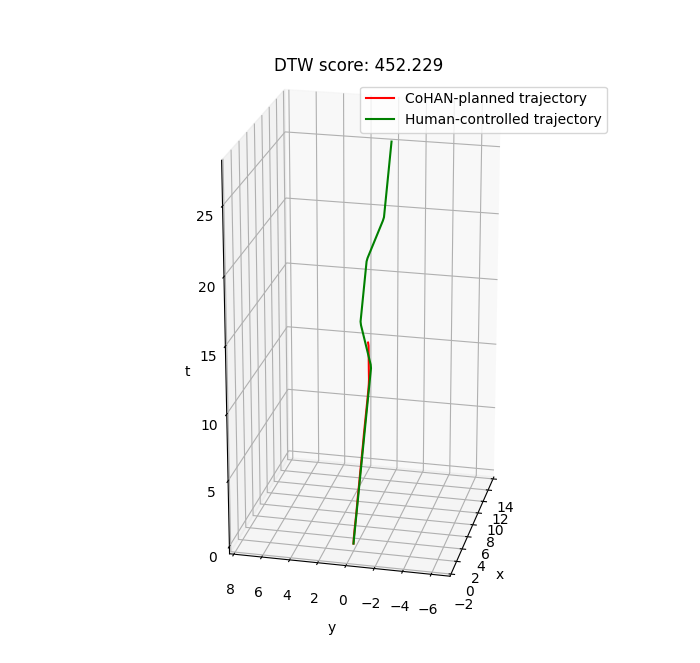 DTW score: 452.229
CoHAN-planned trajectory
Human-controlled trajectory
25
20
15
t
10
5
0
8 6 4 2 0 −2 −4 −6
y
−2 0 2 4 6 8 10 12 14
x